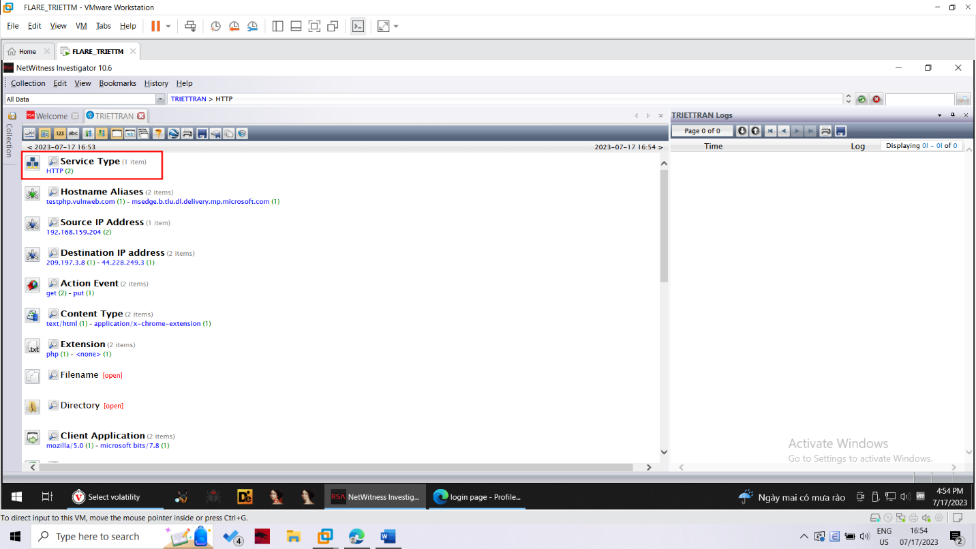 FLARE_TRIETTM - VMware Workstation
File Edit View VM Tabs Help
Home FLARE_TRIETTM
NetWitness Investigator 10.6
Collection Edit View Bookmarks History Help
All Data TRIETTRAN > HTTP
Welcome TRIETTRAN TRIETTRAN Logs
Page 0 of 0
Collection
< 2023-07-17 16:53 2023-07-17 16:54 > Time Log Displaying 0l - 0l of 0
Service Type (1 item)
HTTP (2)
Hostname Aliases (2 items)
testphp.vulnweb.com (1) - msedge.b.tlu.dl.delivery.mp.microsoft.com (1)
Source IP Address (1 item)
192.168.159.204 (2)
Destination IP address (2 items)
209.197.3.8 (1) - 44.228.249.3 (1)
Action Event (2 items)
get (2) - put (1)
Content Type (2 items)
text/html (1) - application/x-chrome-extension (1)
Extension (2 items)
php (1) - <none> (1)
Filename [open]
Directory [open]
Client Application (2 items)
mozilla/5.0 (1) - microsoft bits/7.8 (1)
Activate Windows
Go to Settings to activate Windows.
Select volatility NetWitness Investig... login page - Profile... Ngày mai có mưa rào 4:54 PM
7/17/2023
To direct input to this VM, move the mouse pointer inside or press Ctrl+G.
Type here to search 4 ENG 16:54
US 07/17/2023 2